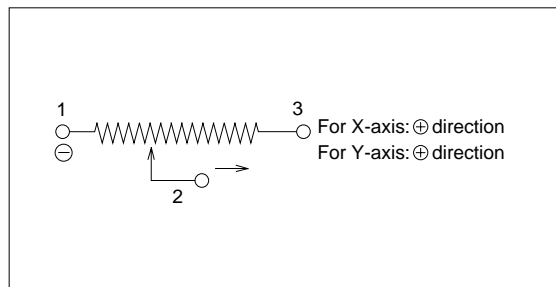 1
3
For X-axis: ⊕ direction
⊖
For Y-axis: ⊕ direction
2